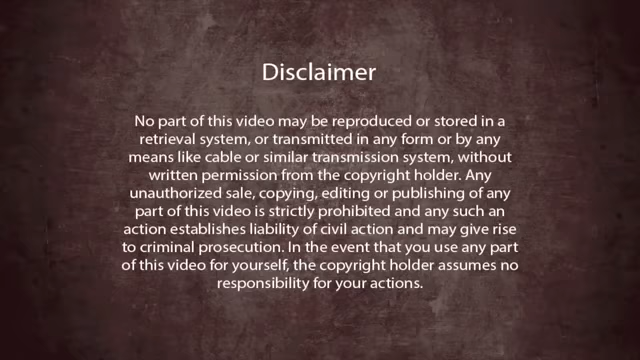 Disclaimer
No part of this video may be reproduced or stored in a
retrieval system, or transmitted in any form or by any
means like cable or similar transmission system, without
written permission from the copyright holder. Any
unauthorized sale, copying, editing or publishing of any
part of this video is strictly prohibited and any such an
action establishes liability of civil action and may give rise
to criminal prosecution. In the event that you use any part
of this video for yourself, the copyright holder assumes no
responsibility for your actions.